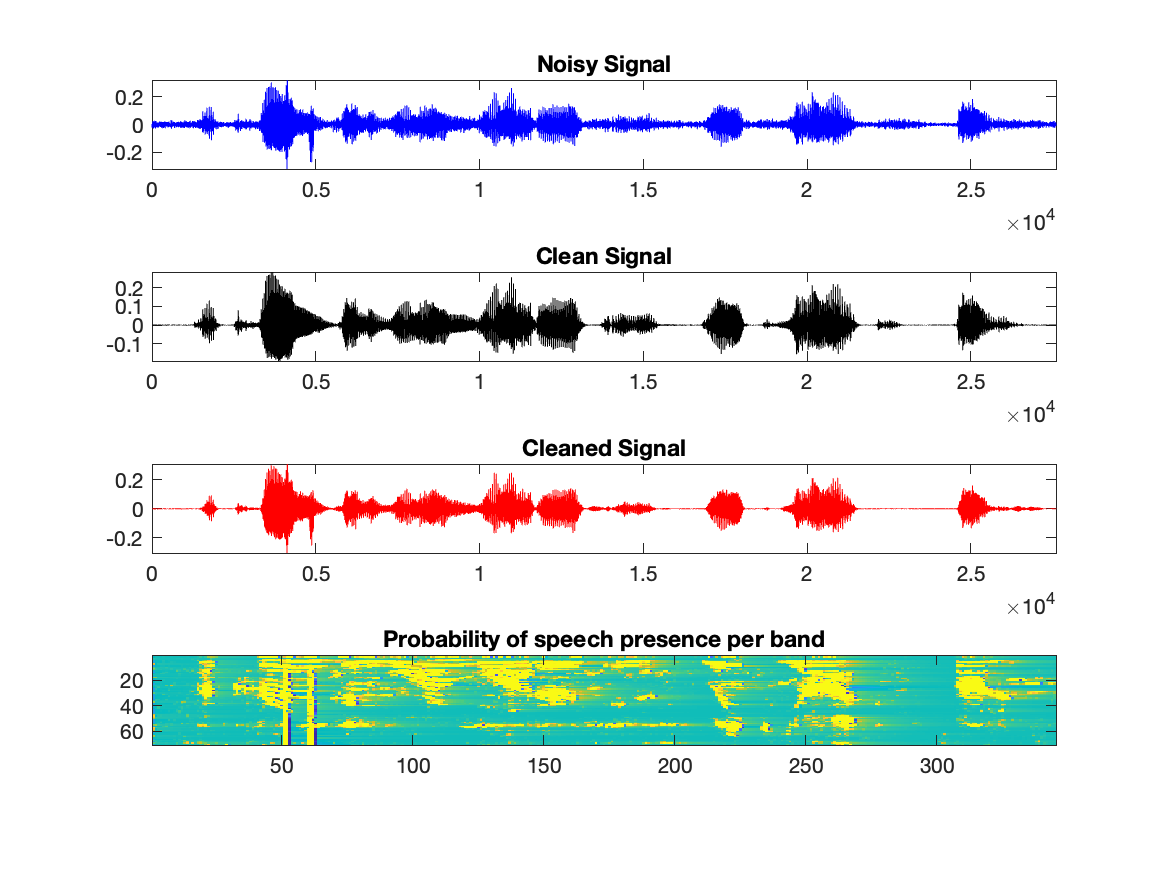 Noisy Signal
0.2
0
-0.2
0 0.5 1 1.5 2 2.5
×10^4
Clean Signal
0.2
0.1
0
-0.1
0 0.5 1 1.5 2 2.5
×10^4
Cleaned Signal
0.2
0
-0.2
0 0.5 1 1.5 2 2.5
×10^4
Probability of speech presence per band
20
40
60
50 100 150 200 250 300